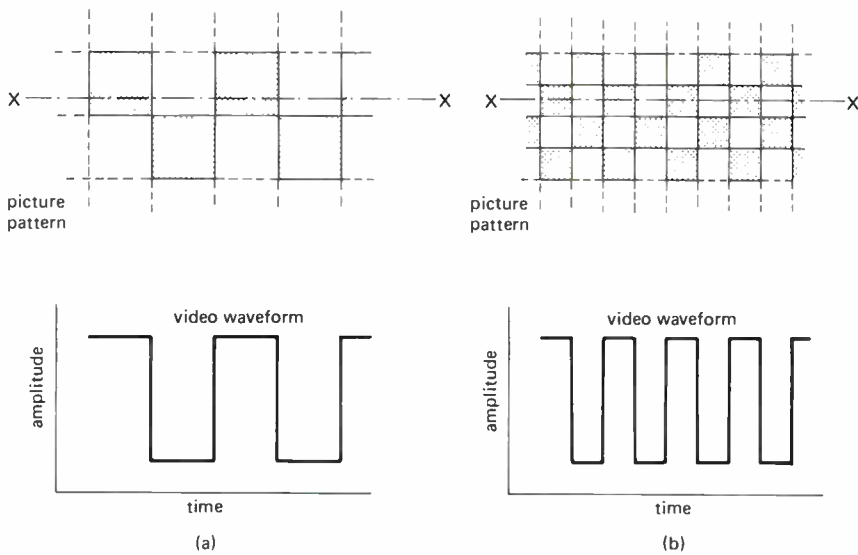 X
X
X
X
picture
pattern
picture
pattern
video waveform
amplitude
time
(a)
video waveform
amplitude
time
(b)